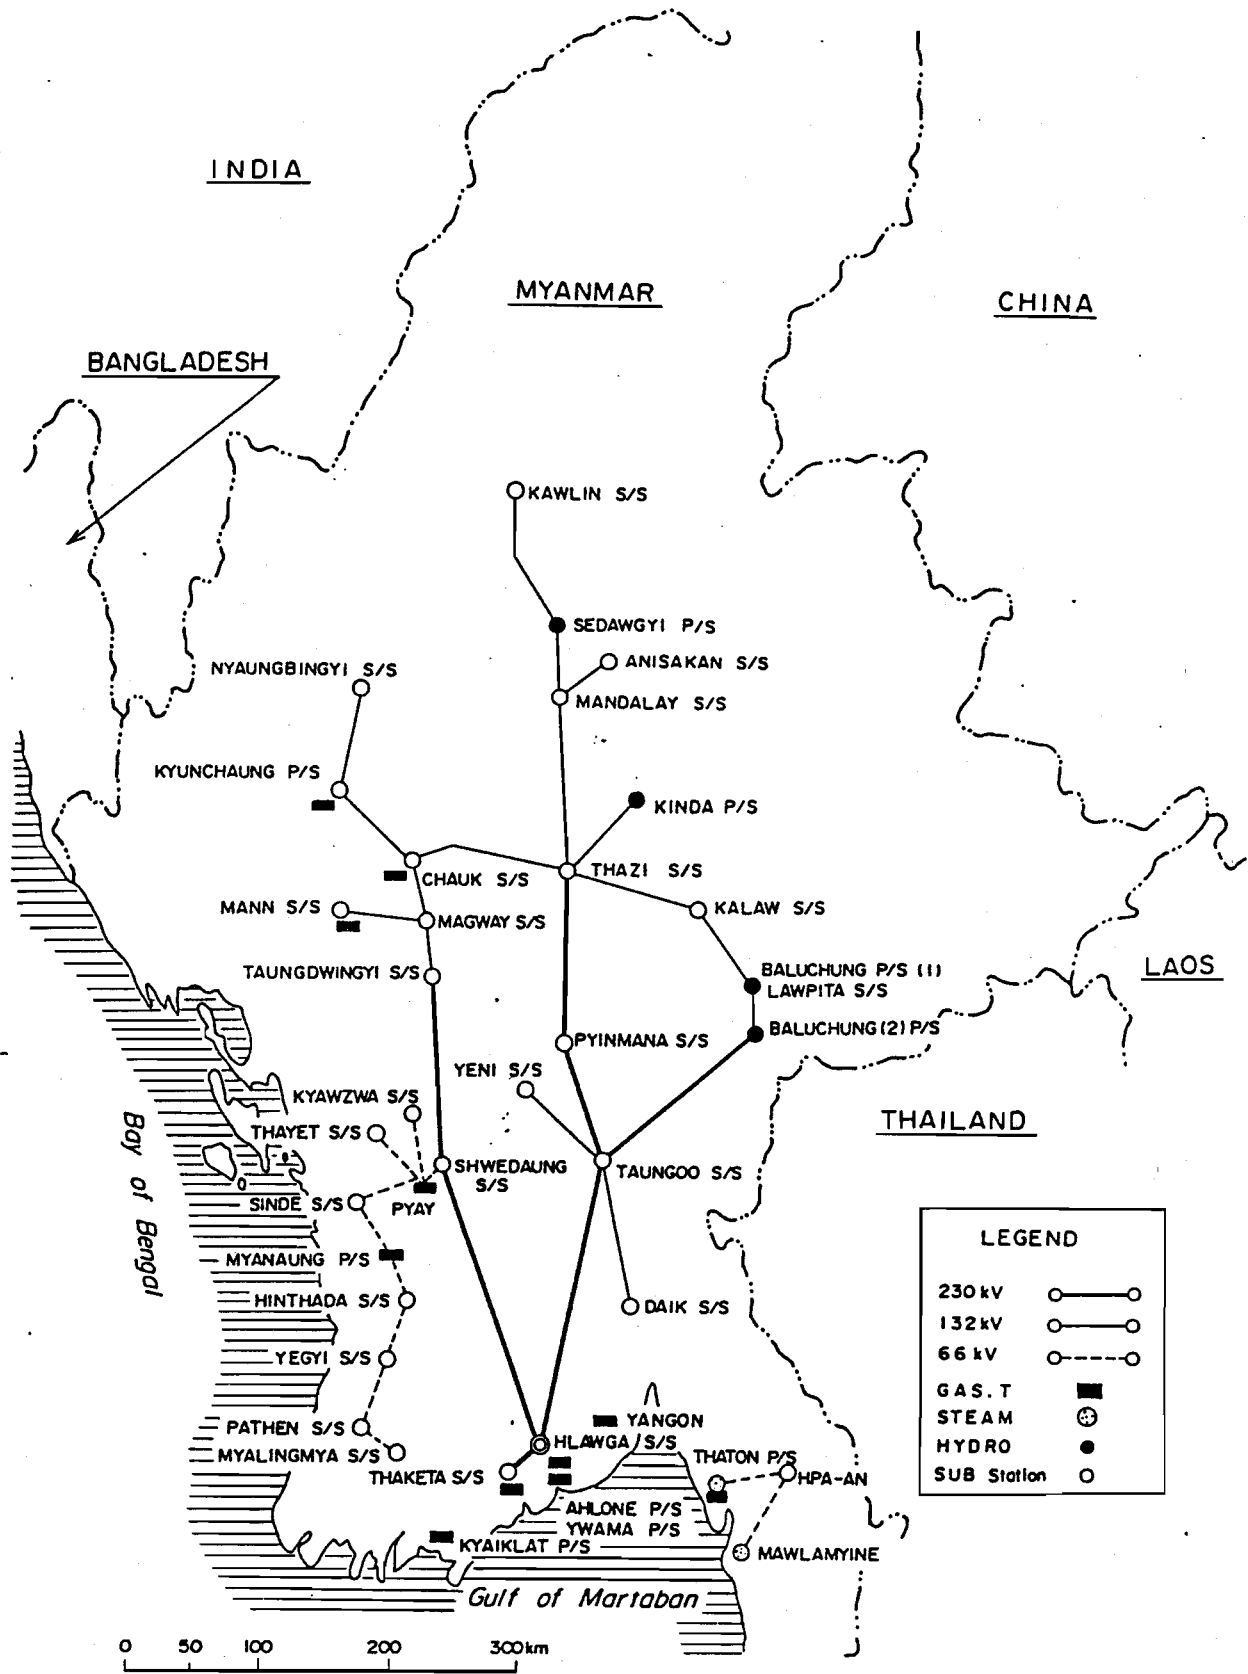 INDIA
MYANMAR
CHINA
BANGLADESH
KAWLIN S/S
SEDAWGYI P/S
ANISAKAN S/S
NYAUNGBINGYI S/S
MANDALAY S/S
KYUNCHAUNG P/S
KINDA P/S
THAZI S/S
CHAUK S/S
MANN S/S
KALAW S/S
MAGWAY S/S
TAUNGDWINGYI S/S
BALUCHUNG P/S (1)
LAWPITA S/S
LAOS
BALUCHUNG (2) P/S
PYINMANA S/S
YENI S/S
KYAWZWA S/S
THAYET S/S
THAILAND
Bay of Bengal
SHWEDAUNG
S/S
TAUNGOO S/S
SINDE S/S
PYAY
MYANAUNG P/S
HINTHADA S/S
DAIK S/S
YEGYI S/S
PATHEN S/S
MYALINGMYA S/S
YANGON
HLAWGA S/S
THAKETA S/S
THATON P/S
HPA-AN
AHLONE P/S
YWAMA P/S
KYAIKLAT P/S
MAWLAMYINE
Gulf of Martaban
LEGEND
230 kV
132 kV
66 kV
GAS. T
STEAM
HYDRO
SUB Station
0 50 100 200 300 km